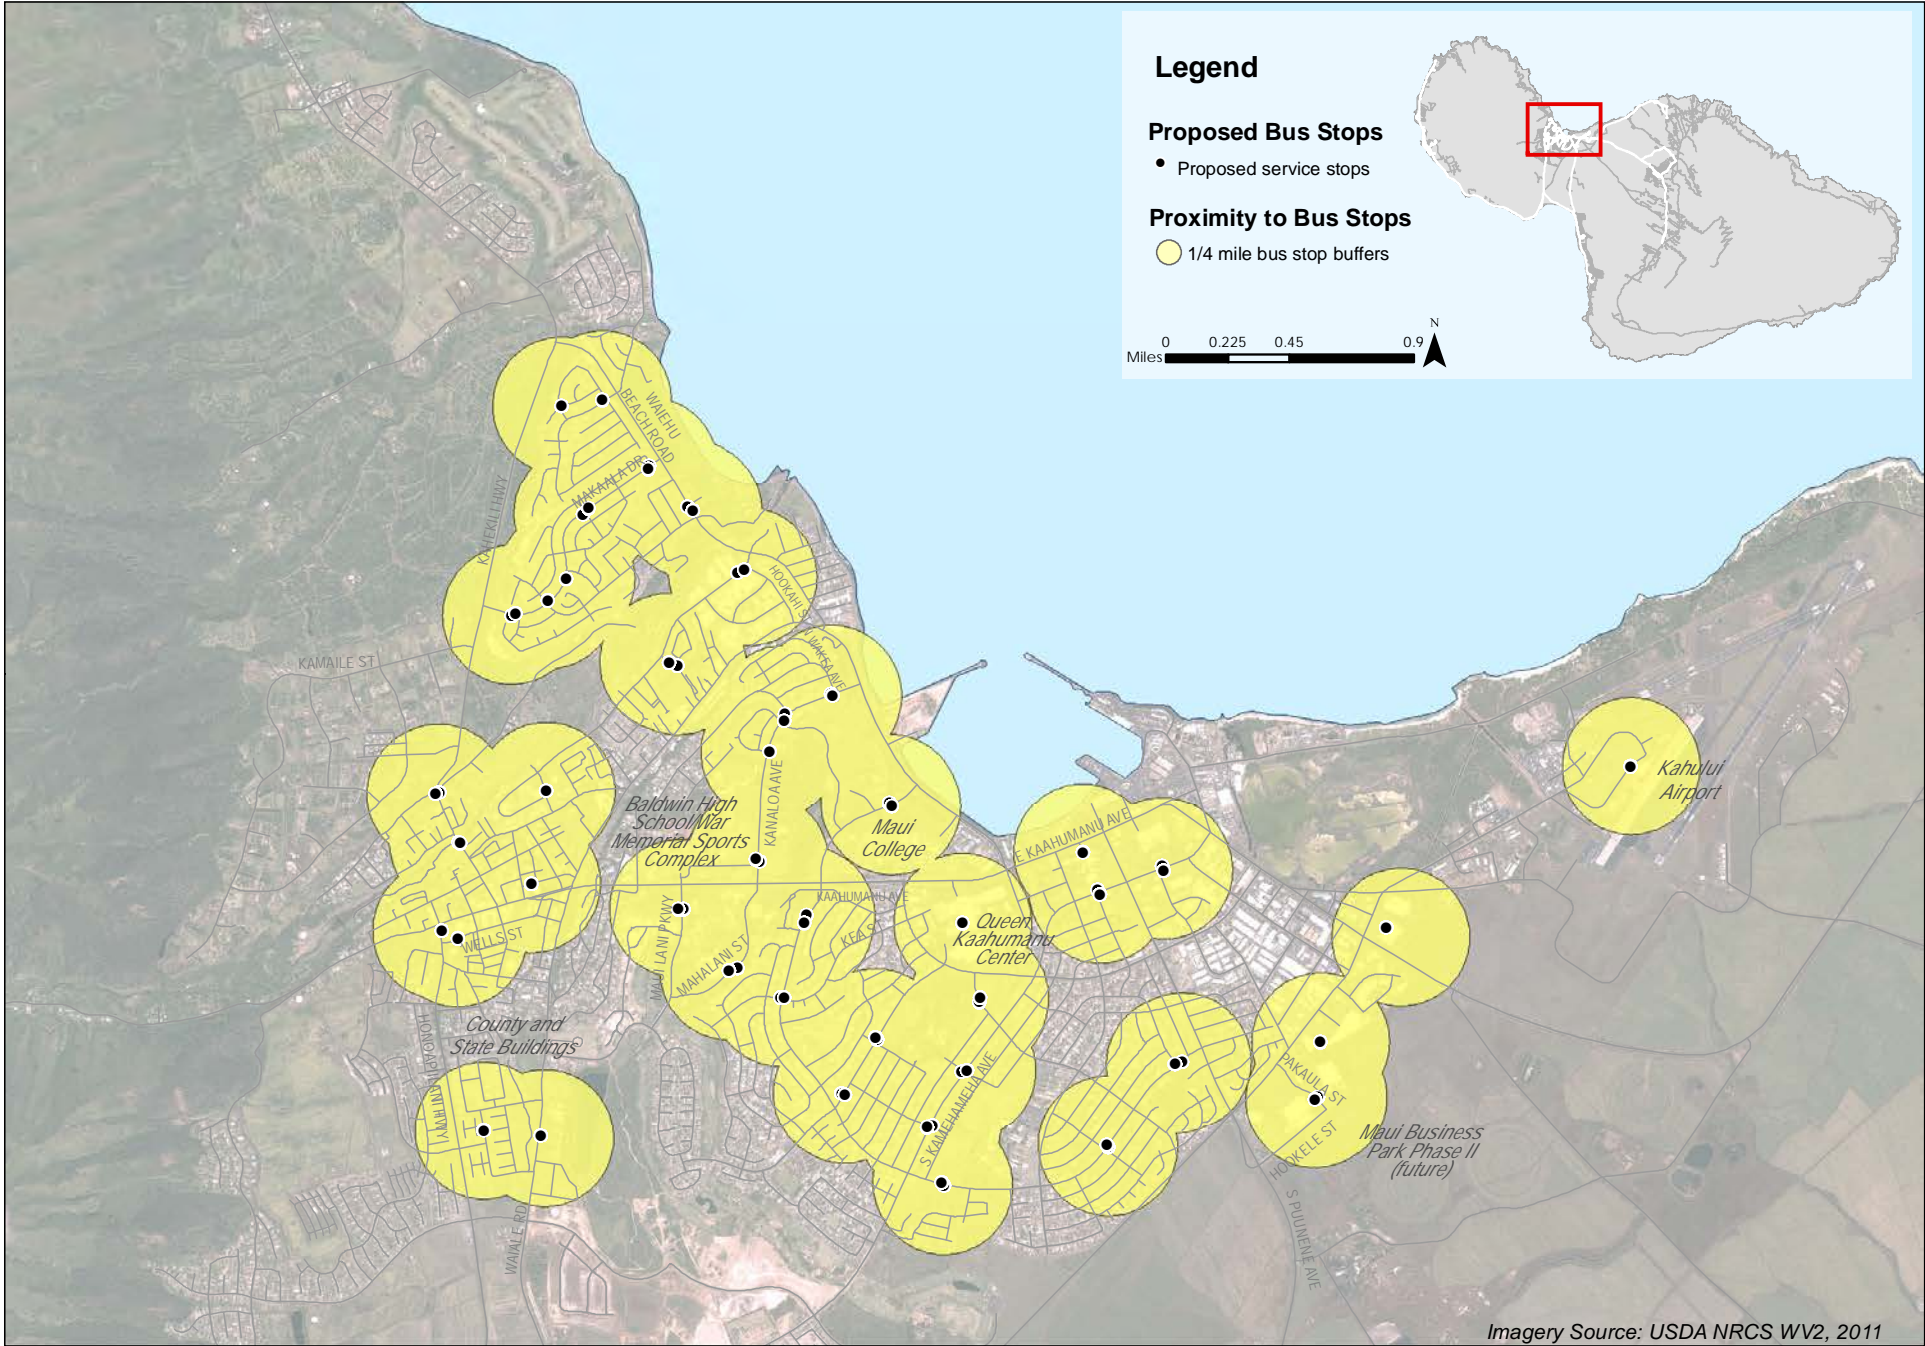 Legend
Proposed Bus Stops
Proposed service stops
Proximity to Bus Stops
1/4 mile bus stop buffers
N
0 0.225 0.45 0.9
Miles
WAIEHU
BEACH ROAD
MAKAALA DR
KAHEKILI HWY
HOOKAHI S
KAMAILE ST
N WAKEA AVE
KANALOA AVE
Baldwin High
School/War
Memorial Sports
Complex
Maui
College
E KAAHUMANU AVE
Kahului
Airport
KAAHUMANU AVE
KEA S
MAUI LANI PKWY
MAHALANI ST
WELLS ST
Queen
Kaahumanu
Center
County and
State Buildings
HONOAPIILANI HWY
S KAMEHAMEHA AVE
PAKAULA ST
HOOKELE ST
Maui Business
Park Phase II
(future)
WAIALE RD
S PUUNENE AVE
Imagery Source: USDA NRCS WV2, 2011